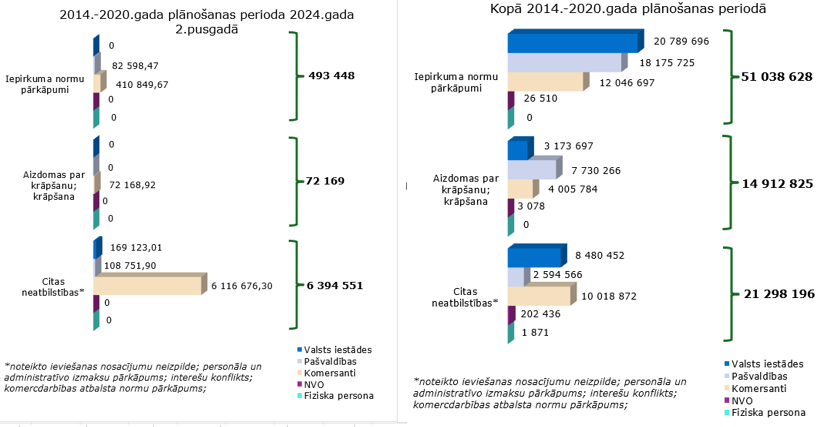 2014.-2020.gada plānošanas perioda 2024.gada
2.pusgadā
0
82 598,47
Iepirkuma normu
pārkāpumi
410 849,67
0
0
493 448
0
0
Aizdomas par
krāpšanu;
krāpšana
72 168,92
0
0
72 169
169 123,01
108 751,90
Citas
neatbilstības*
6 116 676,30
0
0
6 394 551
Valsts iestādes
Pašvaldības
Komersanti
NVO
Fiziska persona
*noteikto ieviešanas nosacījumu neizpilde; personāla un
administratīvo izmaksu pārkāpums; interešu konflikts;
komercdarbības atbalsta normu pārkāpums;
Kopā 2014.-2020.gada plānošanas periodā
20 789 696
18 175 725
Iepirkuma normu
pārkāpumi
12 046 697
26 510
0
51 038 628
3 173 697
7 730 266
Aizdomas par
krāpšanu;
krāpšana
4 005 784
3 078
0
14 912 825
8 480 452
2 594 566
Citas
neatbilstības*
10 018 872
202 436
1 871
21 298 196
Valsts iestādes
Pašvaldības
Komersanti
NVO
Fiziska persona
*noteikto ieviešanas nosacījumu neizpilde; personāla un
administratīvo izmaksu pārkāpums; interešu konflikts;
komercdarbības atbalsta normu pārkāpums;